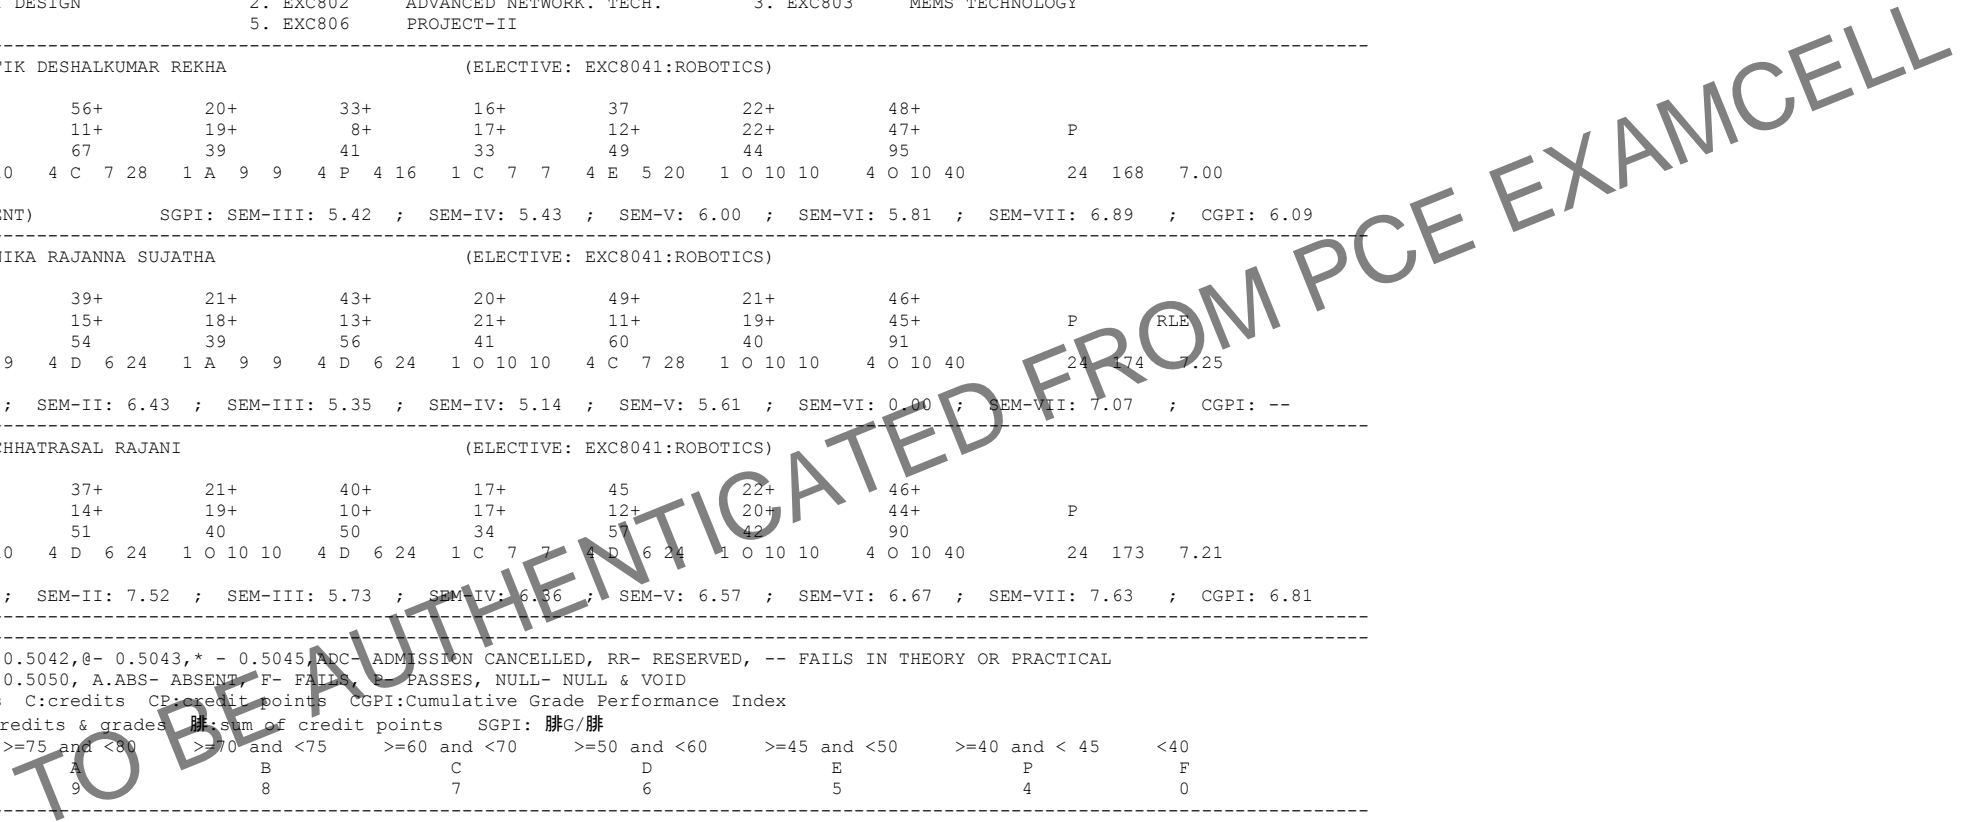 DESIGN 2. EXC802 ADVANCED NETWORK. TECH. 3. EXC803 MEMS TECHNOLOGY
5. EXC806 PROJECT-II
TIK DESHALKUMAR REKHA (ELECTIVE: EXC8041:ROBOTICS)
56+ 20+ 33+ 16+ 37 22+ 48+
11+ 19+ 8+ 17+ 12+ 22+ 47+ P
67 39 41 33 49 44 95
0 4 C 7 28 1 A 9 9 4 P 4 16 1 C 7 7 4 E 5 20 1 O 10 10 4 O 10 40 24 168 7.00
ENT) SGPI: SEM-III: 5.42 ; SEM-IV: 5.43 ; SEM-V: 6.00 ; SEM-VI: 5.81 ; SEM-VII: 6.89 ; CGPI: 6.09
NIKA RAJANNA SUJATHA (ELECTIVE: EXC8041:ROBOTICS)
39+ 21+ 43+ 20+ 49+ 21+ 46+
15+ 18+ 13+ 21+ 11+ 19+ 45+ P RLE
54 39 56 41 60 40 91
9 4 D 6 24 1 A 9 9 4 D 6 24 1 O 10 10 4 C 7 28 1 O 10 10 4 O 10 40 24 174 7.25
; SEM-II: 6.43 ; SEM-III: 5.35 ; SEM-IV: 5.14 ; SEM-V: 5.61 ; SEM-VI: 0.00 ; SEM-VII: 7.07 ; CGPI: --
CHHATRASAL RAJANI (ELECTIVE: EXC8041:ROBOTICS)
37+ 21+ 40+ 17+ 45 22+ 46+
14+ 19+ 10+ 17+ 12+ 20+ 44+ P
51 40 50 34 57 42 90
0 4 D 6 24 1 O 10 10 4 D 6 24 1 C 7 7 4 D 6 24 1 O 10 10 4 O 10 40 24 173 7.21
; SEM-II: 7.52 ; SEM-III: 5.73 ; SEM-IV: 6.36 ; SEM-V: 6.57 ; SEM-VI: 6.67 ; SEM-VII: 7.63 ; CGPI: 6.81
0.5042,@- 0.5043,* - 0.5045,ADC- ADMISSION CANCELLED, RR- RESERVED, -- FAILS IN THEORY OR PRACTICAL
0.5050, A.ABS- ABSENT, F- FAILS, P- PASSES, NULL- NULL & VOID
C:credits CP:credit points CGPI:Cumulative Grade Performance Index
redits & grades 腓:sum of credit points SGPI: 腓G/腓
>=75 and <80 >=70 and <75 >=60 and <70 >=50 and <60 >=45 and <50 >=40 and < 45 <40
A B C D E P F
9 8 7 6 5 4 0
TO BE AUTHENTICATED FROM PCE EXAMCELL